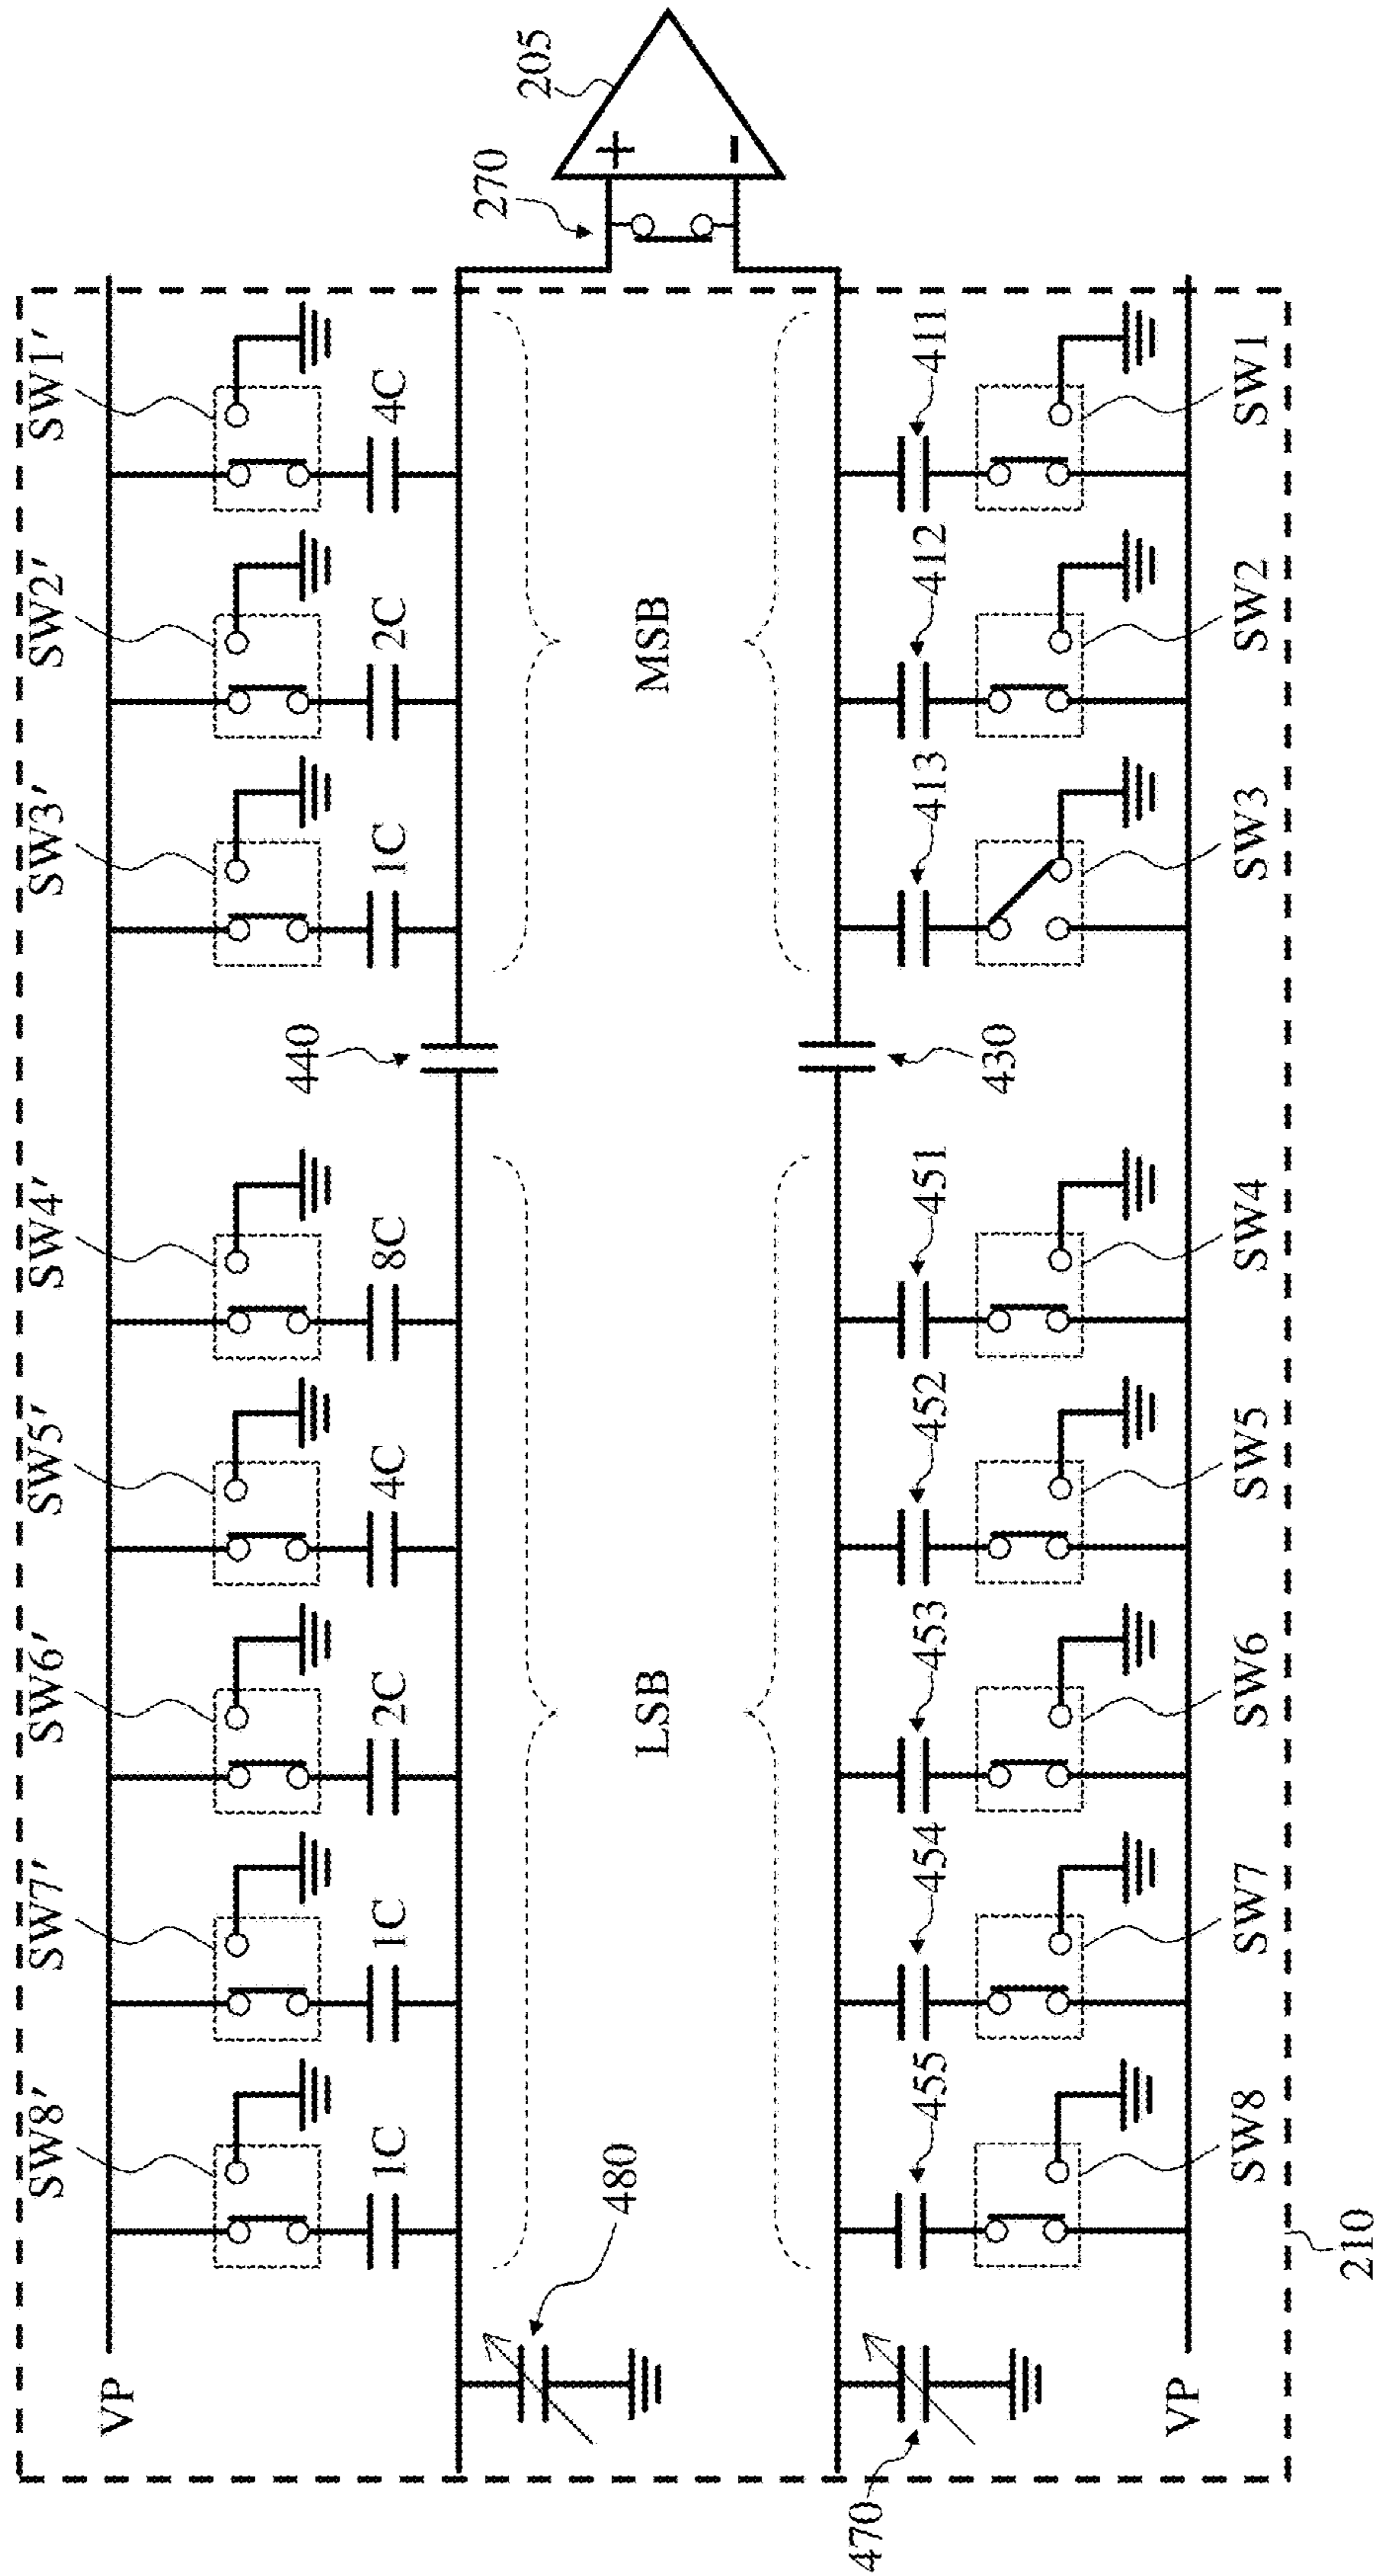 SW8′ SW7′ SW6′ SW5′ SW4′ SW3′ SW2′ SW1′
VP
440
1C 1C 2C 4C 8C 1C 2C 4C
270
205
+
480
LSB
MSB
−
470
455 454 453 452 451 413 412 411
430
VP
SW8 SW7 SW6 SW5 SW4 SW3 SW2 SW1
210